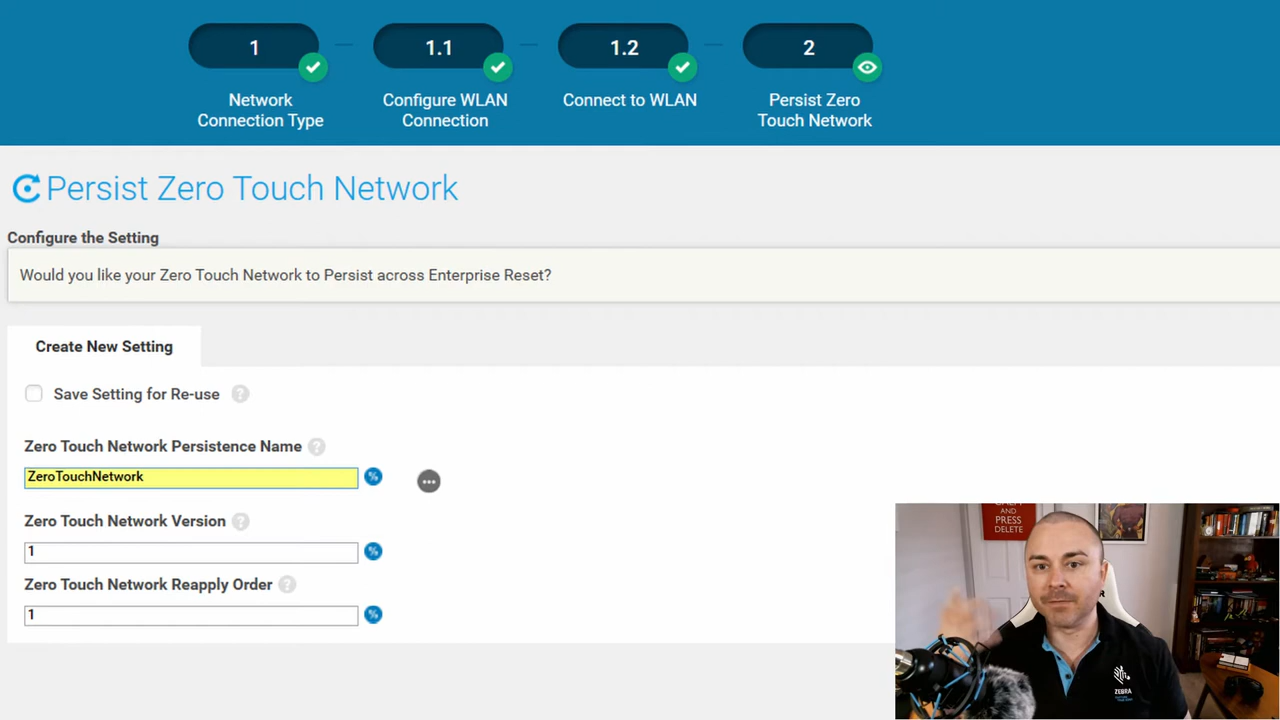 1
1.1
1.2
2
Network
Connection Type
Configure WLAN
Connection
Connect to WLAN
Persist Zero
Touch Network
Persist Zero Touch Network
Configure the Setting
Would you like your Zero Touch Network to Persist across Enterprise Reset?
Create New Setting
Save Setting for Re-use ?
Zero Touch Network Persistence Name ?
ZeroTouchNetwork
Zero Touch Network Version ?
1
Zero Touch Network Reapply Order ?
1
AND
PRESS
DELETE
ZEBRA